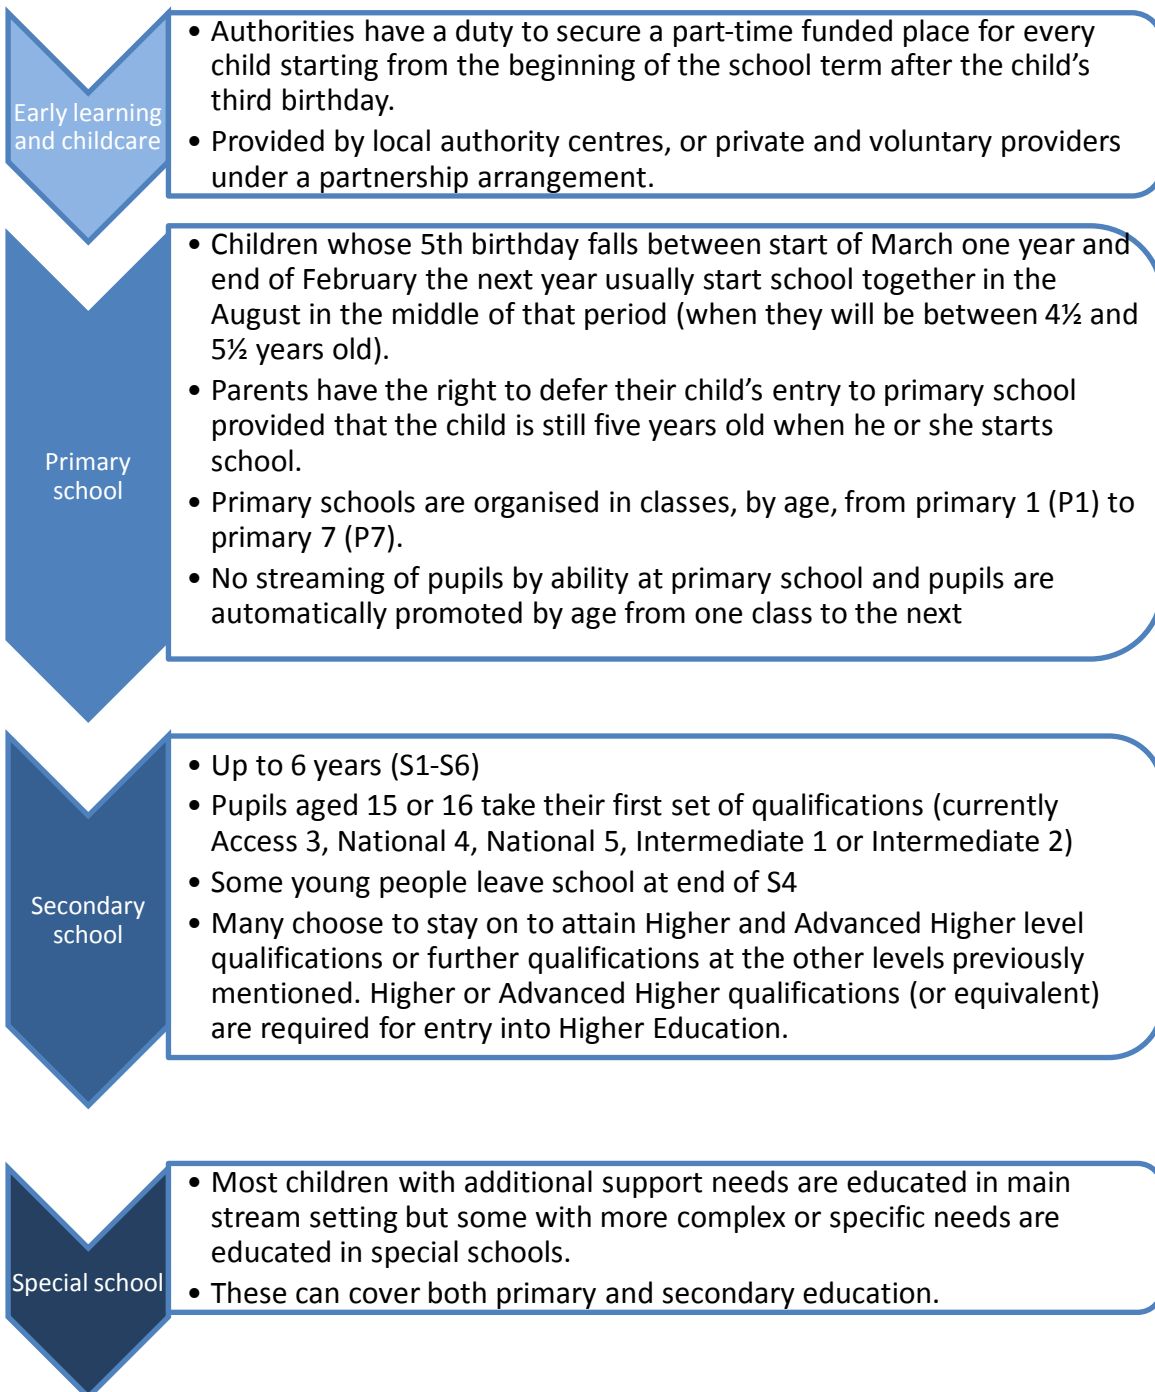 Early learning
and childcare
• Authorities have a duty to secure a part-time funded place for every
child starting from the beginning of the school term after the child's
third birthday.
• Provided by local authority centres, or private and voluntary providers
under a partnership arrangement.
Primary
school
• Children whose 5th birthday falls between start of March one year and
end of February the next year usually start school together in the
August in the middle of that period (when they will be between 4½ and
5½ years old).
• Parents have the right to defer their child's entry to primary school
provided that the child is still five years old when he or she starts
school.
• Primary schools are organised in classes, by age, from primary 1 (P1) to
primary 7 (P7).
• No streaming of pupils by ability at primary school and pupils are
automatically promoted by age from one class to the next
Secondary
school
• Up to 6 years (S1-S6)
• Pupils aged 15 or 16 take their first set of qualifications (currently
Access 3, National 4, National 5, Intermediate 1 or Intermediate 2)
• Some young people leave school at end of S4
• Many choose to stay on to attain Higher and Advanced Higher level
qualifications or further qualifications at the other levels previously
mentioned. Higher or Advanced Higher qualifications (or equivalent)
are required for entry into Higher Education.
Special school
• Most children with additional support needs are educated in main
stream setting but some with more complex or specific needs are
educated in special schools.
• These can cover both primary and secondary education.